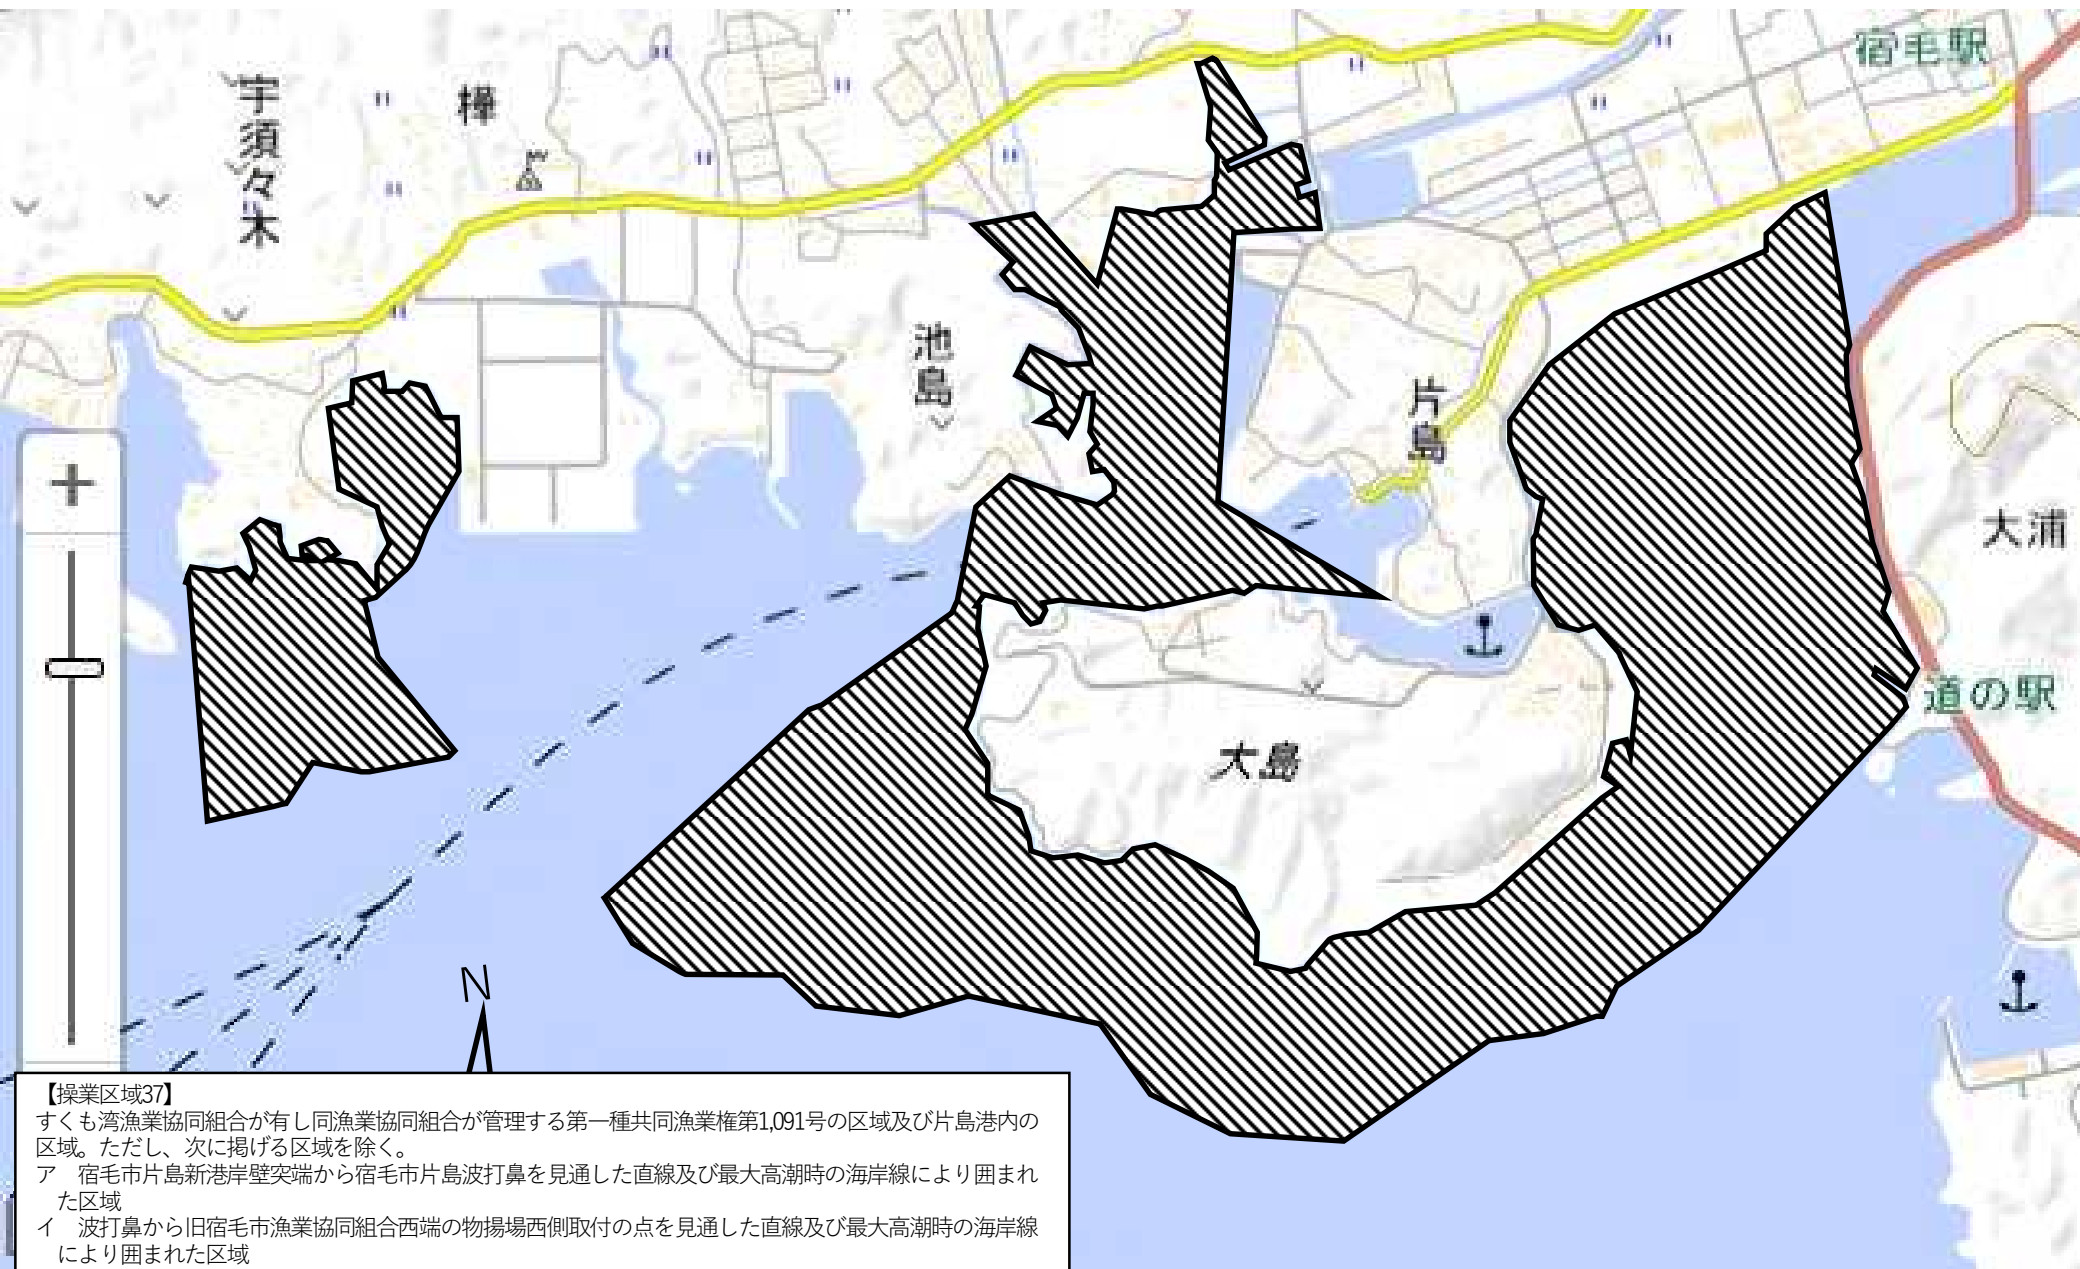 宿毛駅
宇須々木
樺
池島
片島
大浦
道の駅
大島
N
【操業区域37】
すくも湾漁業協同組合が有し同漁業協同組合が管理する第一種共同漁業権第1,091号の区域及び片島港内の
区域。ただし、次に掲げる区域を除く。
ア　宿毛市片島新港岸壁突端から宿毛市片島波打鼻を見通した直線及び最大高潮時の海岸線により囲まれ
た区域
イ　波打鼻から旧宿毛市漁業協同組合西端の物揚場西側取付の点を見通した直線及び最大高潮時の海岸線
により囲まれた区域